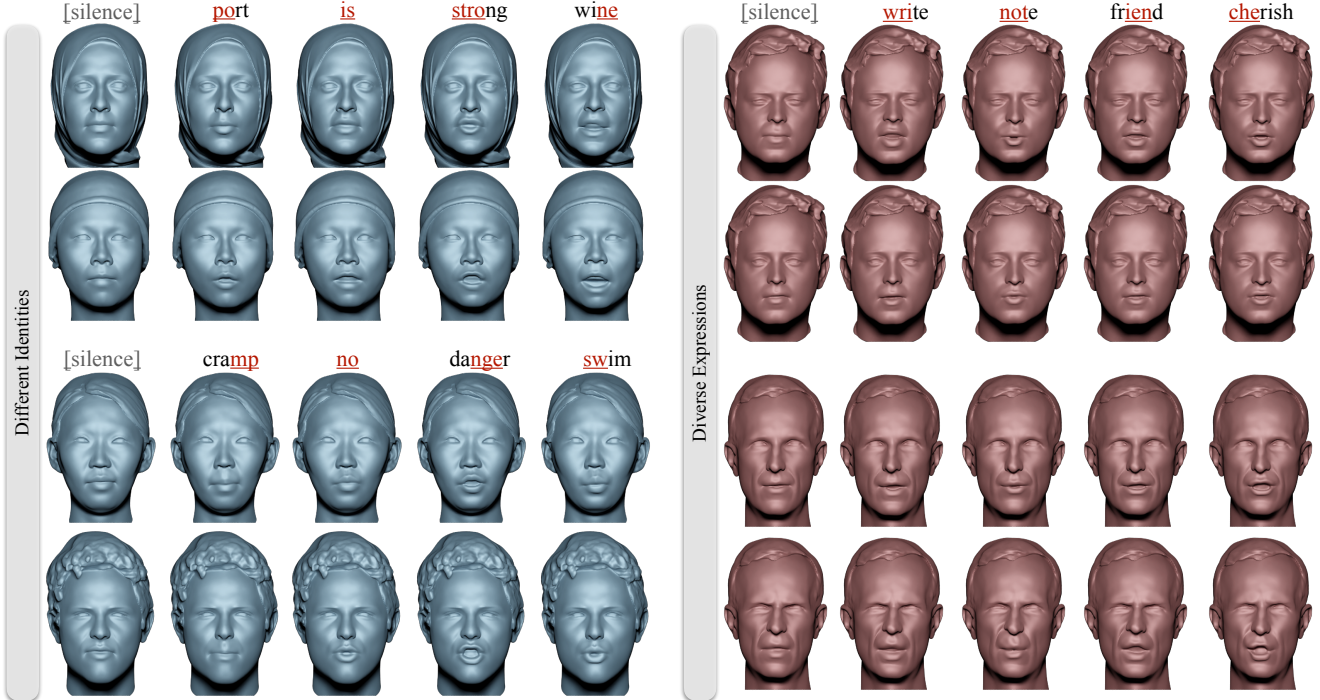 [silence] port is strong wine
Different Identities
[silence] cramp no danger swim
[silence] write note friend cherish
Diverse Expressions